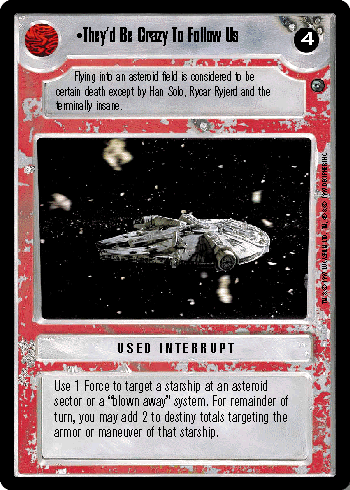 •They'd Be Crazy To Follow Us
4
Flying into an asteroid field is considered to be
certain death except by Han Solo, Rycar Ryjerd and the
terminally insane.
USED INTERRUPT
Use 1 Force to target a starship at an asteroid
sector or a "blown away" system. For remainder of
turn, you may add 2 to destiny totals targeting the
armor or maneuver of that starship.